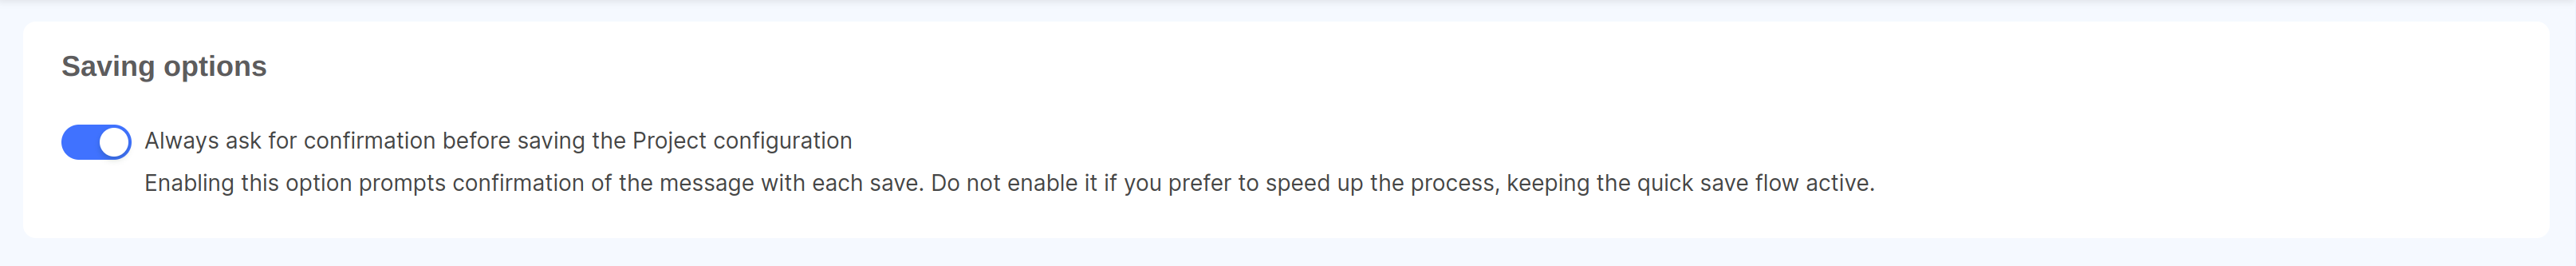 Saving options
Always ask for confirmation before saving the Project configuration
Enabling this option prompts confirmation of the message with each save. Do not enable it if you prefer to speed up the process, keeping the quick save flow active.